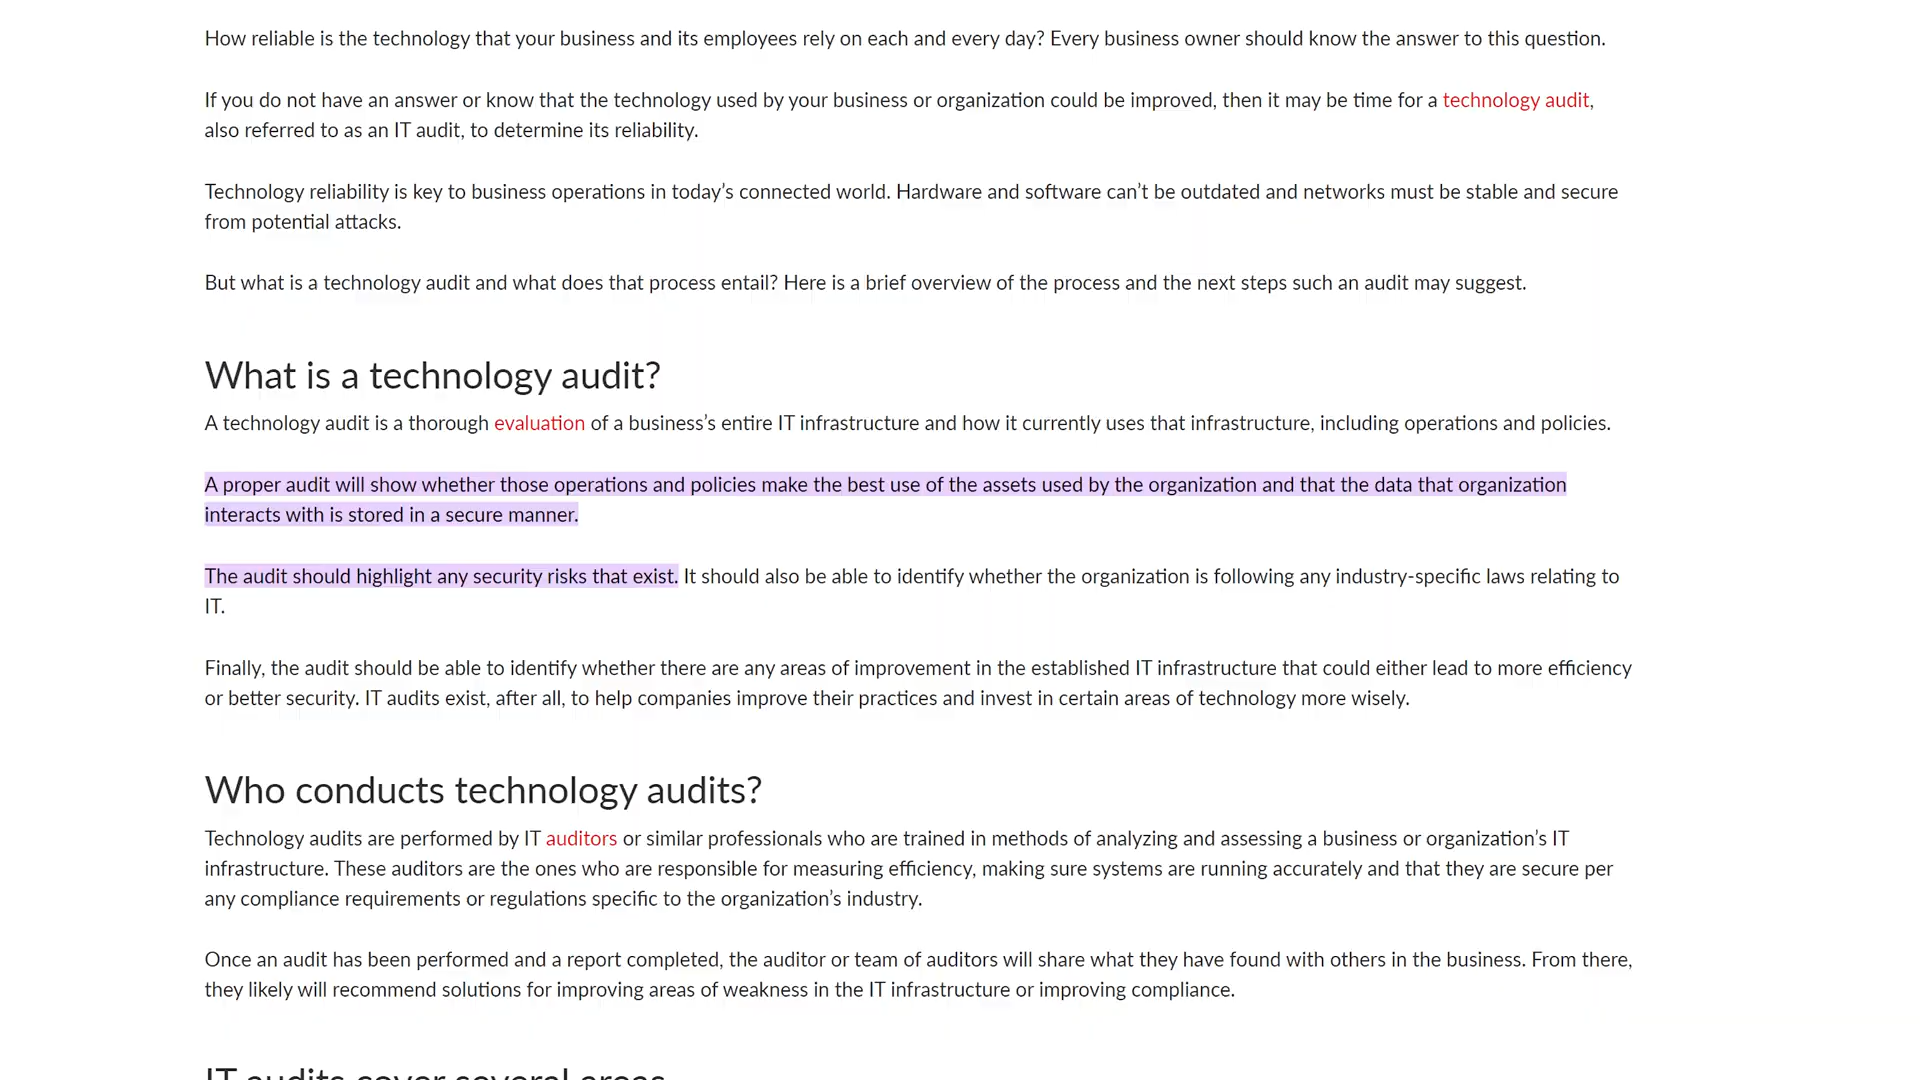 How reliable is the technology that your business and its employees rely on each and every day? Every business owner should know the answer to this question.
If you do not have an answer or know that the technology used by your business or organization could be improved, then it may be time for a technology audit,
also referred to as an IT audit, to determine its reliability.
Technology reliability is key to business operations in today’s connected world. Hardware and software can’t be outdated and networks must be stable and secure
from potential attacks.
But what is a technology audit and what does that process entail? Here is a brief overview of the process and the next steps such an audit may suggest.
What is a technology audit?
A technology audit is a thorough evaluation of a business’s entire IT infrastructure and how it currently uses that infrastructure, including operations and policies.
A proper audit will show whether those operations and policies make the best use of the assets used by the organization and that the data that organization
interacts with is stored in a secure manner.
The audit should highlight any security risks that exist. It should also be able to identify whether the organization is following any industry-specific laws relating to
IT.
Finally, the audit should be able to identify whether there are any areas of improvement in the established IT infrastructure that could either lead to more efficiency
or better security. IT audits exist, after all, to help companies improve their practices and invest in certain areas of technology more wisely.
Who conducts technology audits?
Technology audits are performed by IT auditors or similar professionals who are trained in methods of analyzing and assessing a business or organization’s IT
infrastructure. These auditors are the ones who are responsible for measuring efficiency, making sure systems are running accurately and that they are secure per
any compliance requirements or regulations specific to the organization’s industry.
Once an audit has been performed and a report completed, the auditor or team of auditors will share what they have found with others in the business. From there,
they likely will recommend solutions for improving areas of weakness in the IT infrastructure or improving compliance.
IT audits cover several areas